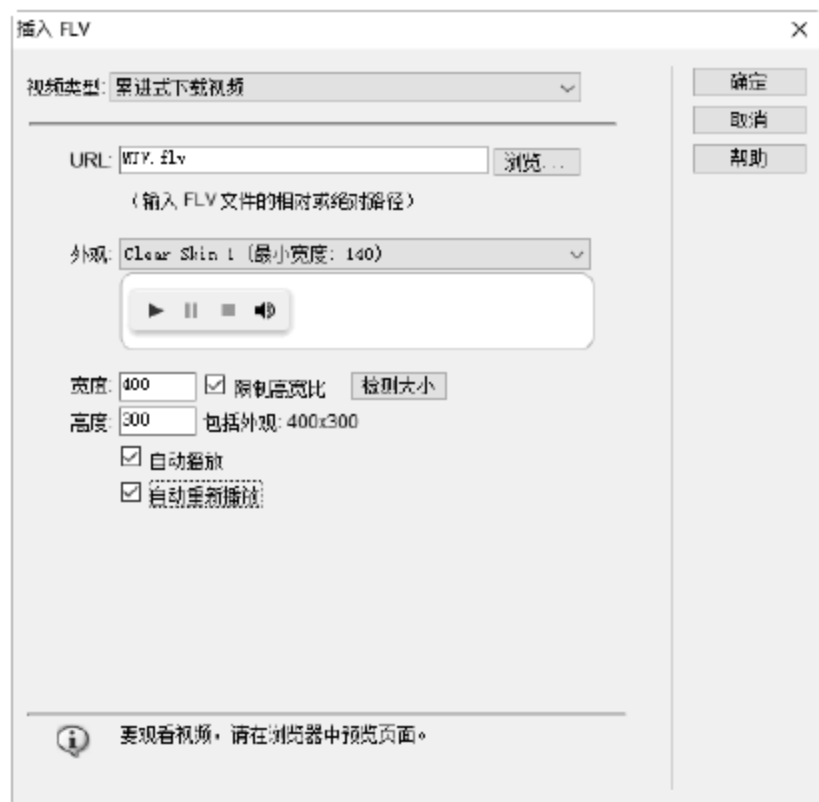 插入 FLV
视频类型: 累进式下载视频
确定
取消
URL: MTV.flv 浏览...
帮助
（输入 FLV 文件的相对或绝对路径）
外观: Clear Skin 1 (最小宽度: 140)
宽度: 400 限制高宽比 检测大小
高度: 300 包括外观: 400x300
自动播放
自动重新播放
要观看视频，请在浏览器中预览页面。